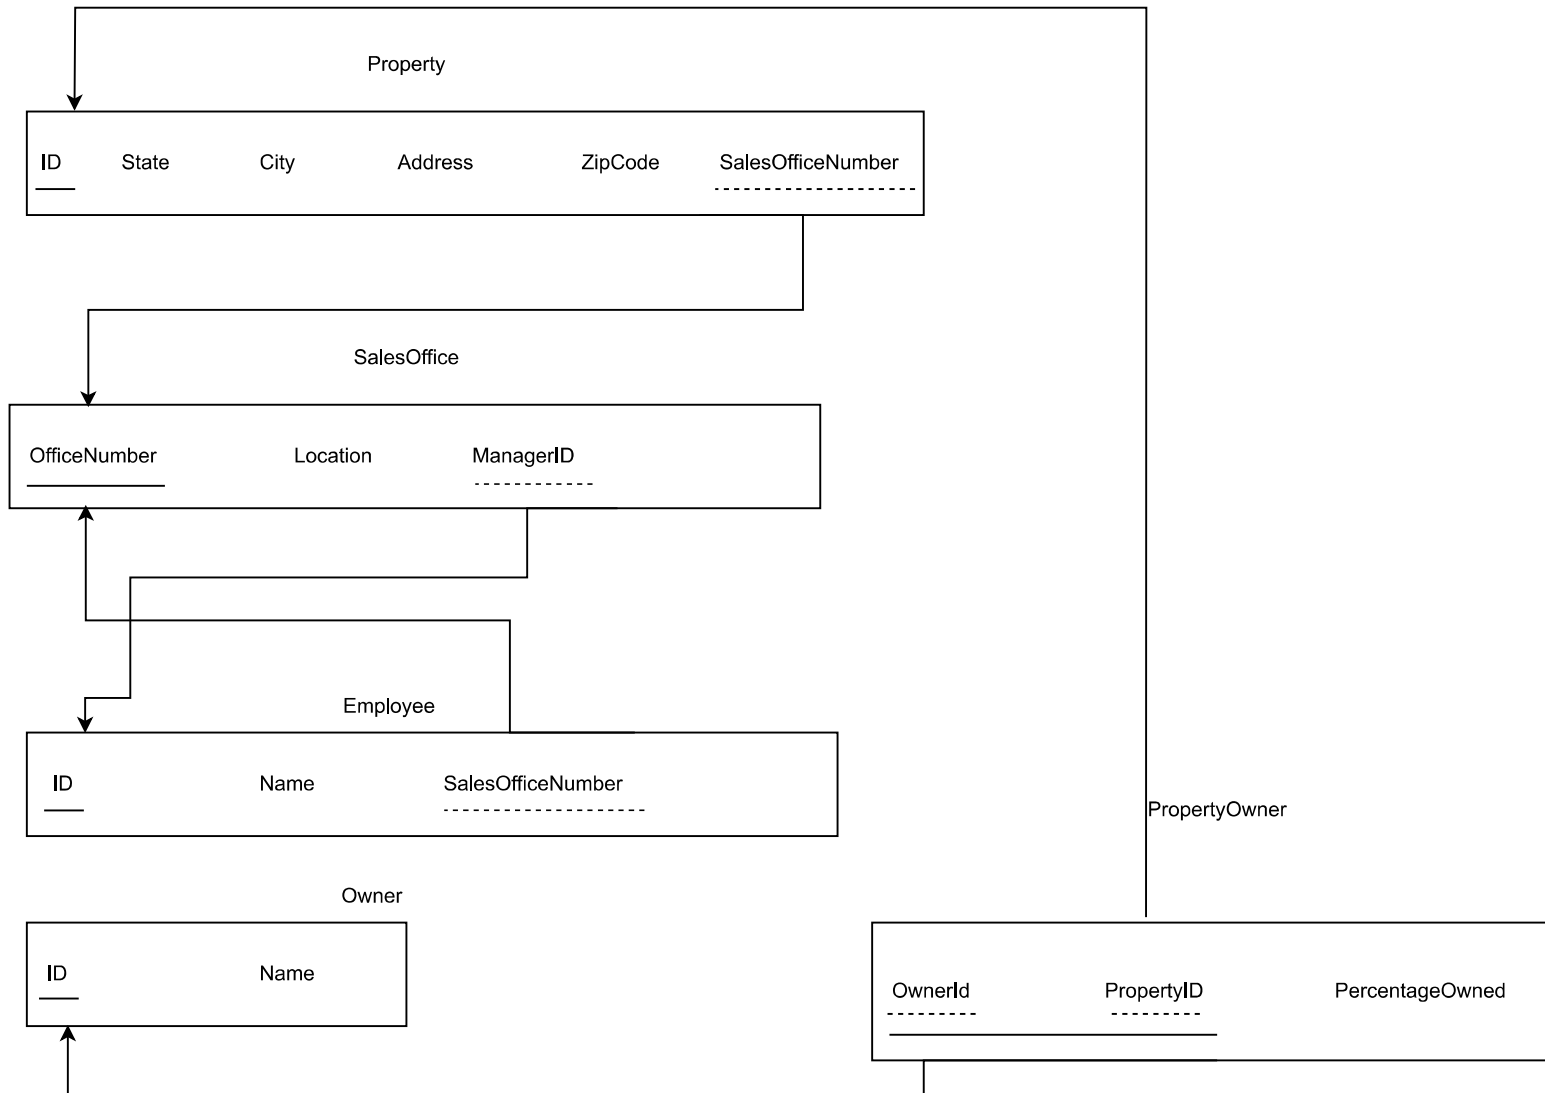 Property
ID State City Address ZipCode SalesOfficeNumber
SalesOffice
OfficeNumber Location ManagerID
Employee
ID Name SalesOfficeNumber
PropertyOwner
Owner
ID Name
OwnerId PropertyID PercentageOwned